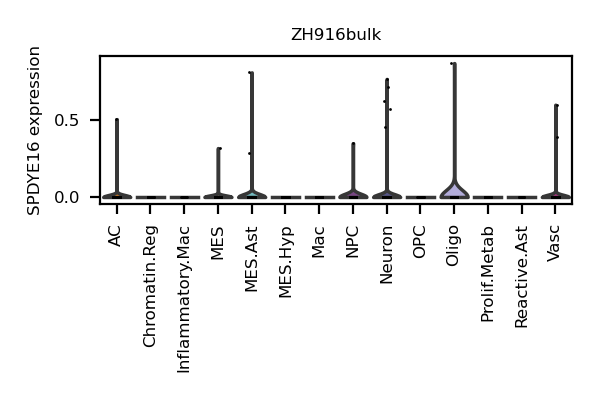 ZH916bulk
SPDYE16 expression
0.5
0.0
AC
Chromatin.Reg
Inflammatory.Mac
MES
MES.Ast
MES.Hyp
Mac
NPC
Neuron
OPC
Oligo
Prolif.Metab
Reactive.Ast
Vasc